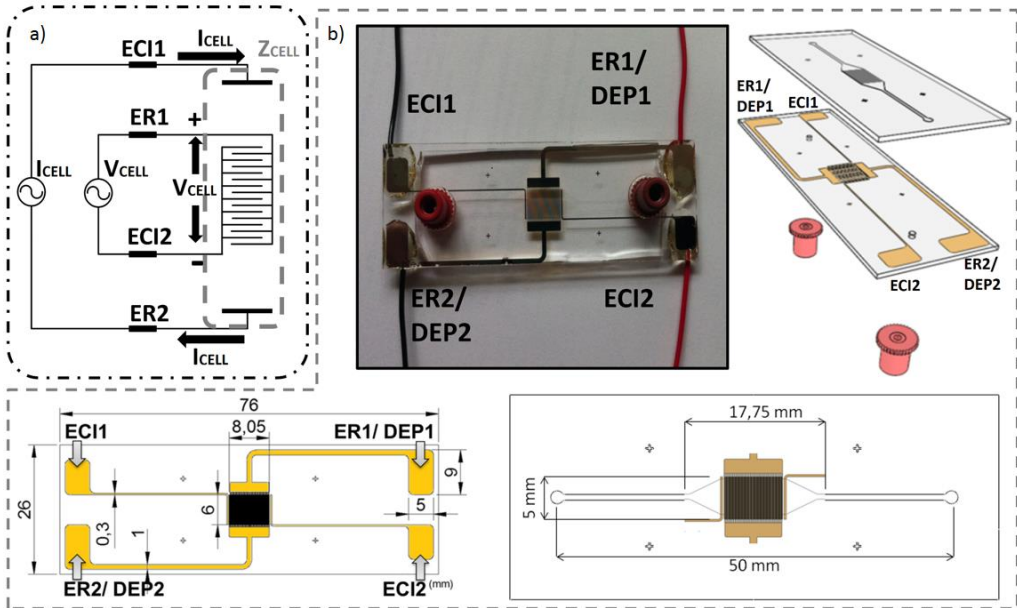 a)
ECI1
ICELL
ZCELL
ER1
+
ICELL
VCELL
VCELL
ECI2
-
ER2
ICELL
b)
ECI1
ER1/
DEP1
ER2/
DEP2
ECI2
ER1/
DEP1
ECI1
ER2/
DEP2
ECI2
76
ECI1
8,05
ER1/ DEP1
26
9
6
5
0,3
1
ER2/ DEP2
ECI2 (mm)
17,75 mm
5 mm
50 mm